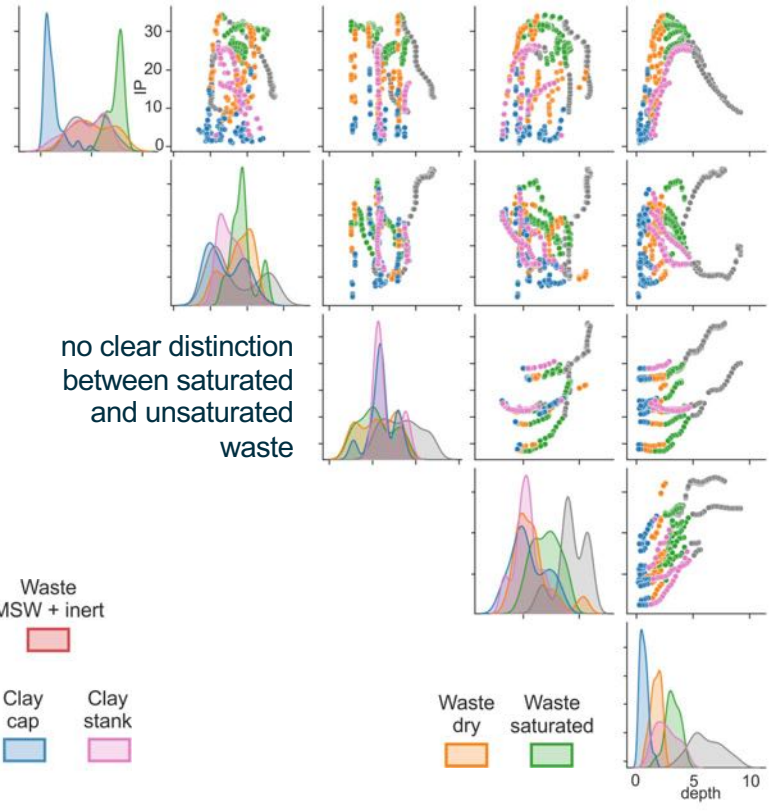 30
20
10
0
IP
no clear distinction
between saturated
and unsaturated
waste
Waste
MSW + inert
Clay
cap
Clay
stank
Waste
dry
Waste
saturated
0
5
10
depth